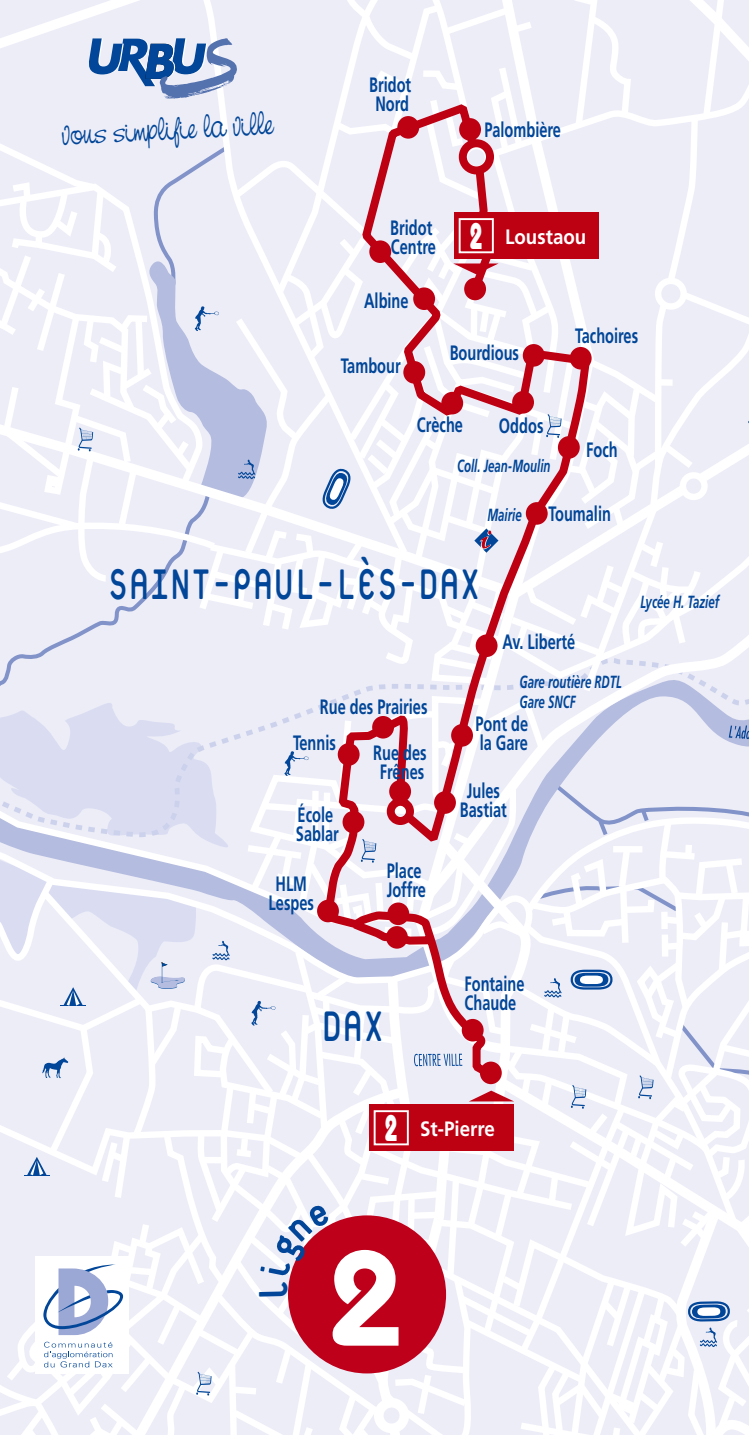 URBUS
vous simplifie la ville
Bridot
Nord
Palombière
2 Loustaou
Bridot
Centre
Albine
Tachoires
Bourdious
Tambour
Crèche
Oddos
Foch
Coll. Jean-Moulin
Mairie
Toumalin
i
SAINT-PAUL-LÈS-DAX
Lycée H. Tazief
Av. Liberté
Gare routière RDTL
Gare SNCF
Rue des Prairies
Pont de
la Gare
L'Ado
Tennis
Rue des
Frênes
Jules
Bastiat
École
Sablar
Place
Joffre
HLM
Lespes
Fontaine
Chaude
DAX
CENTRE VILLE
2 St-Pierre
Ligne
2
D
Communauté
d'agglomération
du Grand Dax